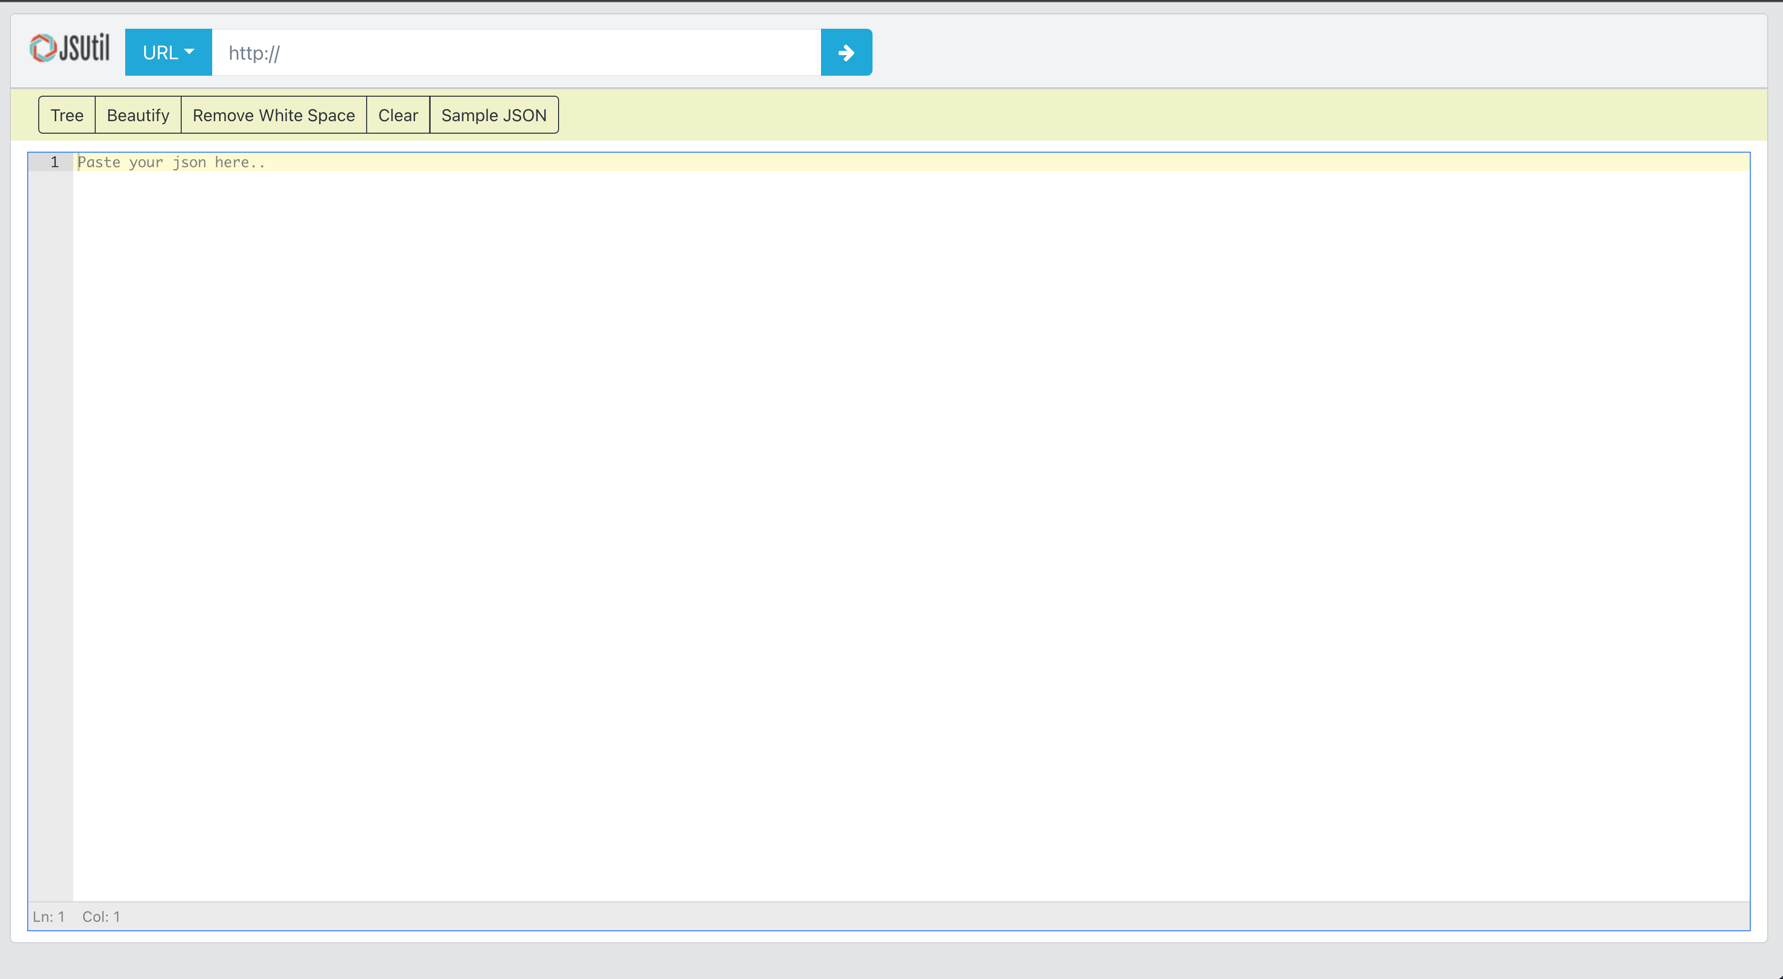 JSUtil URL http://
Tree Beautify Remove White Space Clear Sample JSON
1 Paste your json here..
Ln: 1 Col: 1